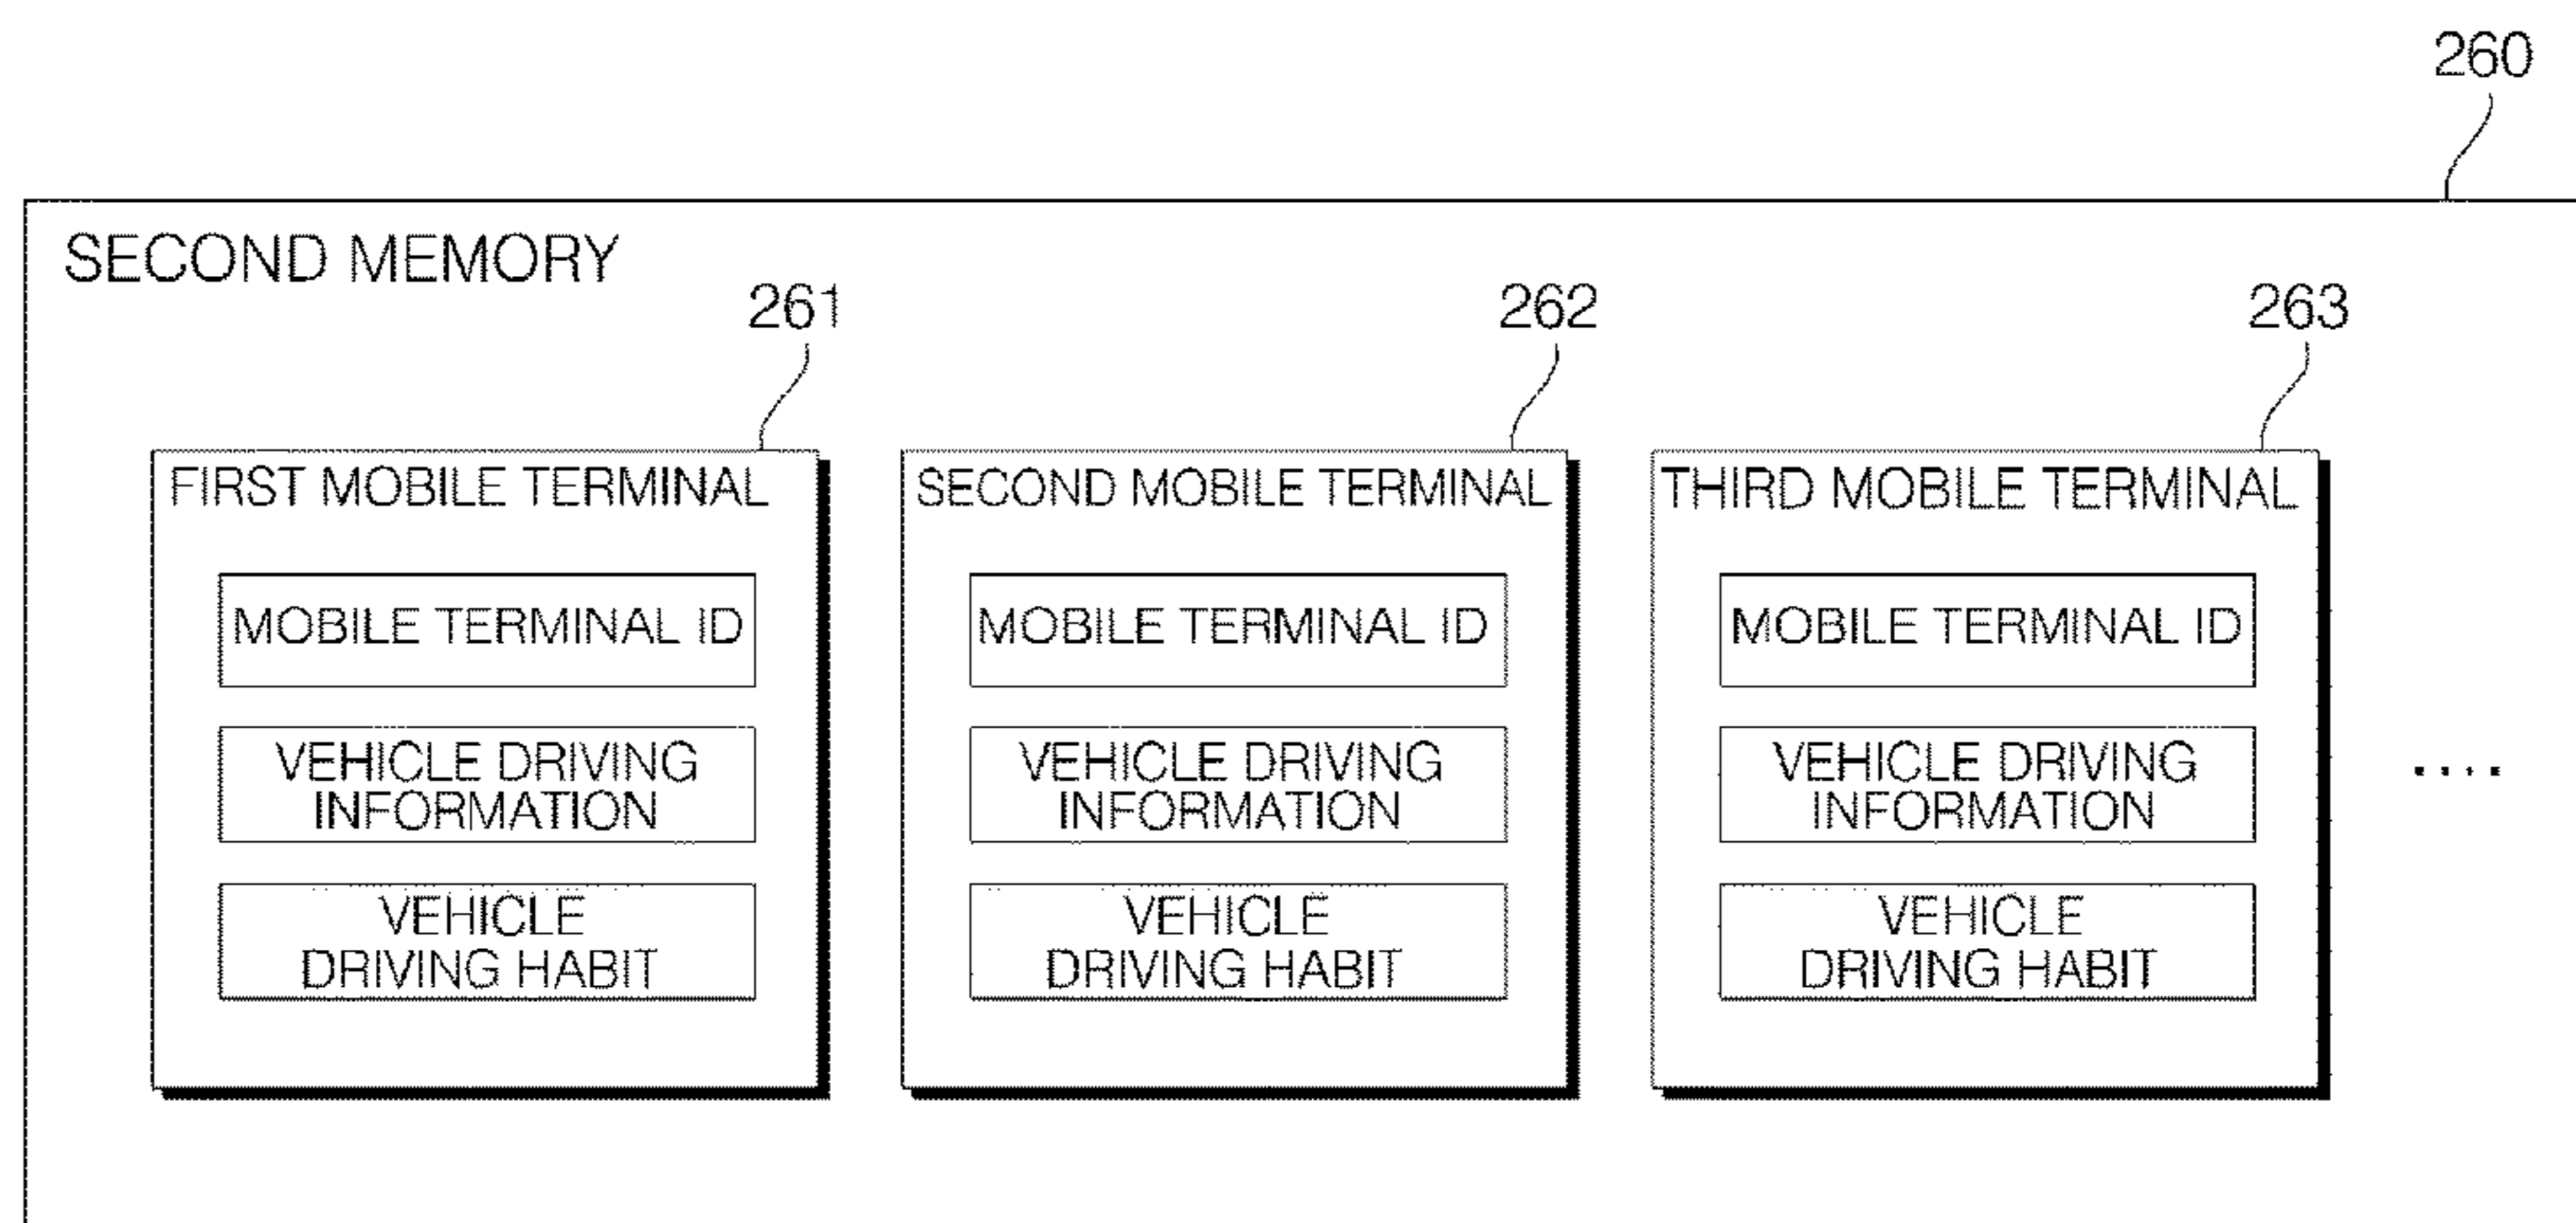 260
SECOND MEMORY
261
262
263
FIRST MOBILE TERMINAL
MOBILE TERMINAL ID
VEHICLE DRIVING
INFORMATION
VEHICLE
DRIVING HABIT
SECOND MOBILE TERMINAL
MOBILE TERMINAL ID
VEHICLE DRIVING
INFORMATION
VEHICLE
DRIVING HABIT
THIRD MOBILE TERMINAL
MOBILE TERMINAL ID
VEHICLE DRIVING
INFORMATION
VEHICLE
DRIVING HABIT
....